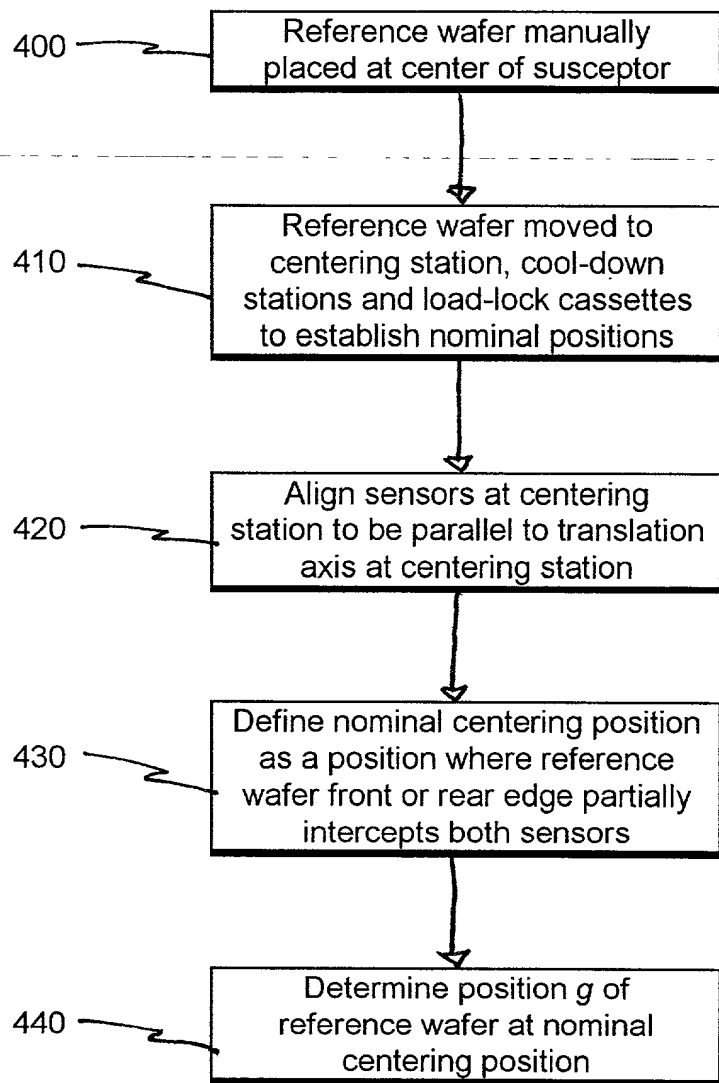 400
Reference wafer manually
placed at center of susceptor
410
Reference wafer moved to
centering station, cool-down
stations and load-lock cassettes
to establish nominal positions
420
Align sensors at centering
station to be parallel to translation
axis at centering station
430
Define nominal centering position
as a position where reference
wafer front or rear edge partially
intercepts both sensors
440
Determine position g of
reference wafer at nominal
centering position